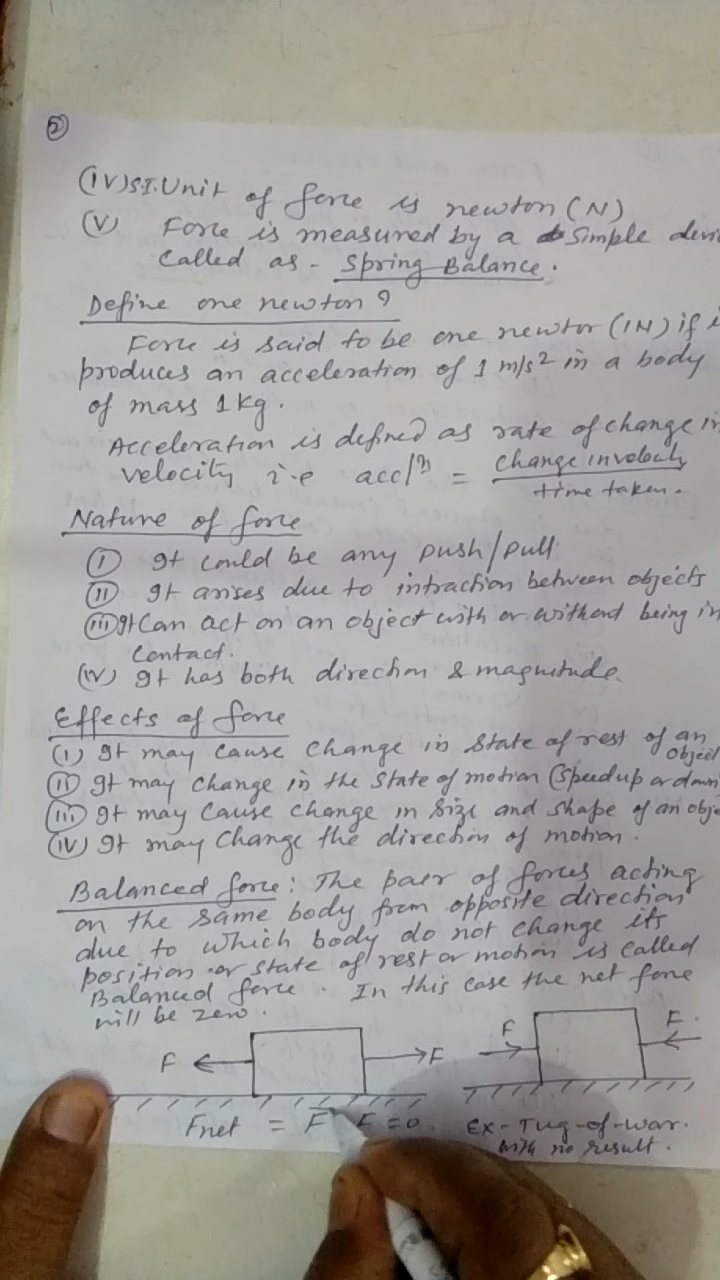 ②
(IV) S.I. Unit of force is newton (N)
(V) Force is measured by a Simple devi
Called as - Spring Balance.
Define one newton ?
Force is said to be one newton (1N) if i
produces an acceleration of 1 m/s² in a body
of mass 1kg.
Acceleration is defined as rate of change in
velocity i.e accl^n = change in velocity
time taken.
Nature of force
(I) It could be any push/pull
(II) It arises due to intraction between objects
(III) It Can act on an object with or without being in
Contact.
(IV) It has both direction & magnitude.
Effects of force
(I) It may cause change in state of rest of an object
(II) It may change in the state of motion (speed up or down
(III) It may cause change in size and shape of an obje
(IV) It may change the direction of motion.
Balanced force: The pair of forces acting
on the same body from opposite direction
due to which body do not change its
position or state of rest or motion is called
Balanced force. In this case the net force
will be zero.
F F F F
Fnet = F F = 0. Ex- Tug-of-war.
with no result.